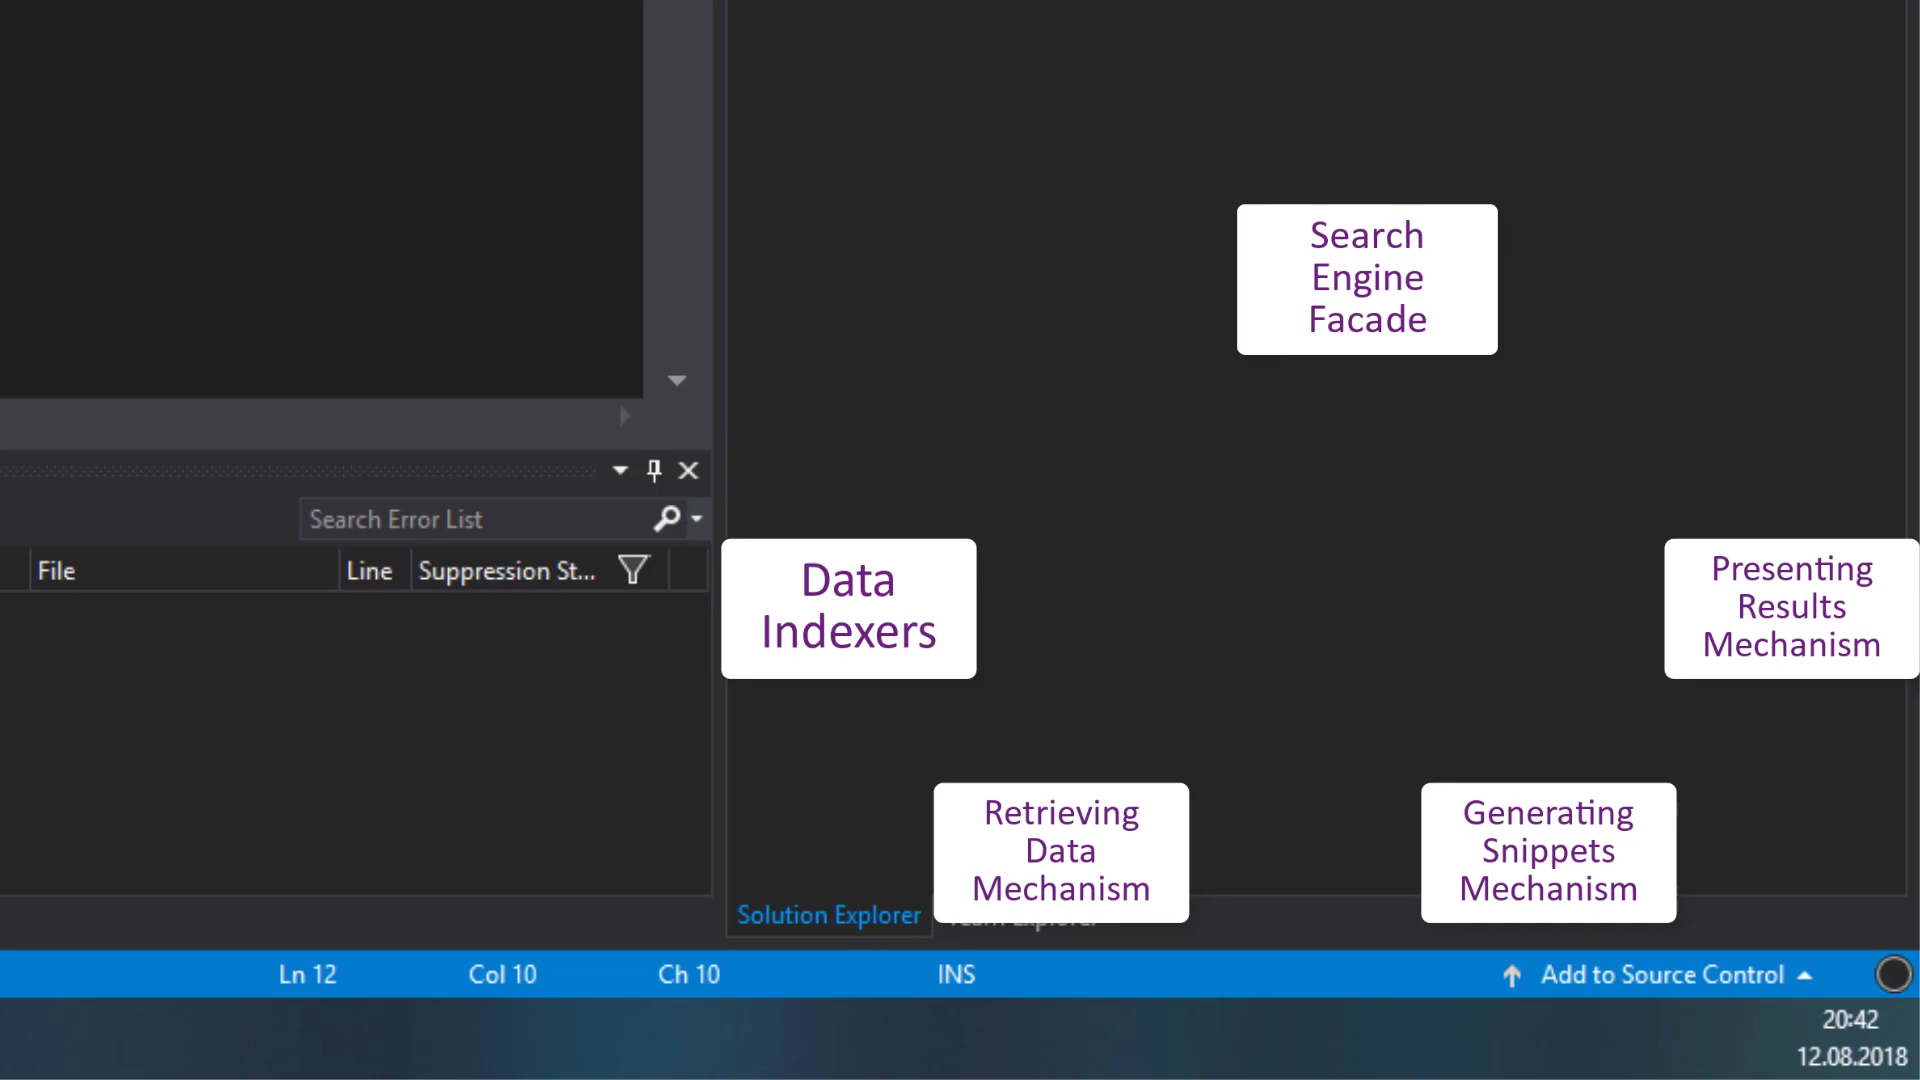 Search
Engine
Facade
Search Error List
File
Line
Suppression St...
Data
Indexers
Presenting
Results
Mechanism
Retrieving
Data
Mechanism
Generating
Snippets
Mechanism
Solution Explorer
Ln 12
Col 10
Ch 10
INS
Add to Source Control
20:42
12.08.2018